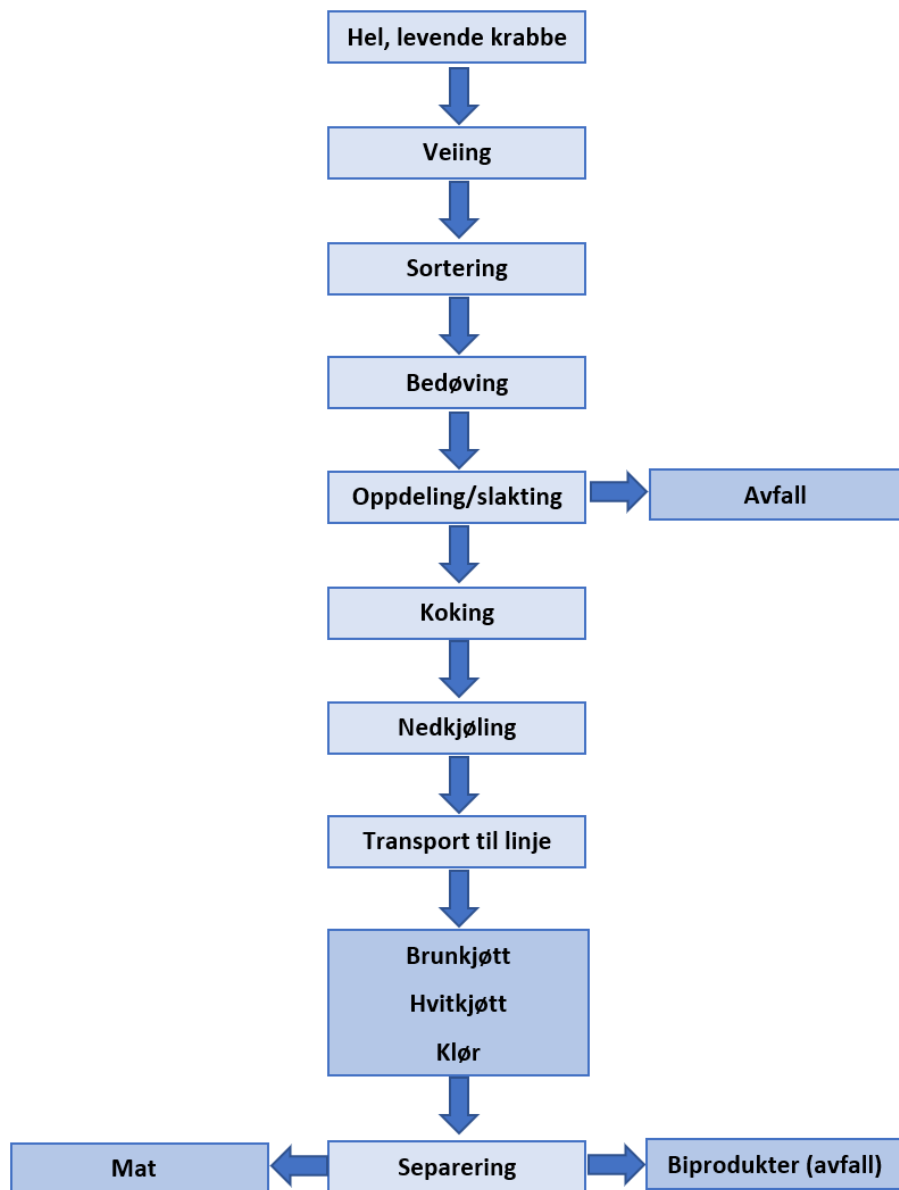 Hel, levende krabbe
Veiing
Sortering
Bedøving
Oppdeling/slakting
Avfall
Koking
Nedkjøling
Transport til linje
Brunkjøtt
Hvitkjøtt
Klør
Mat
Separering
Biprodukter (avfall)